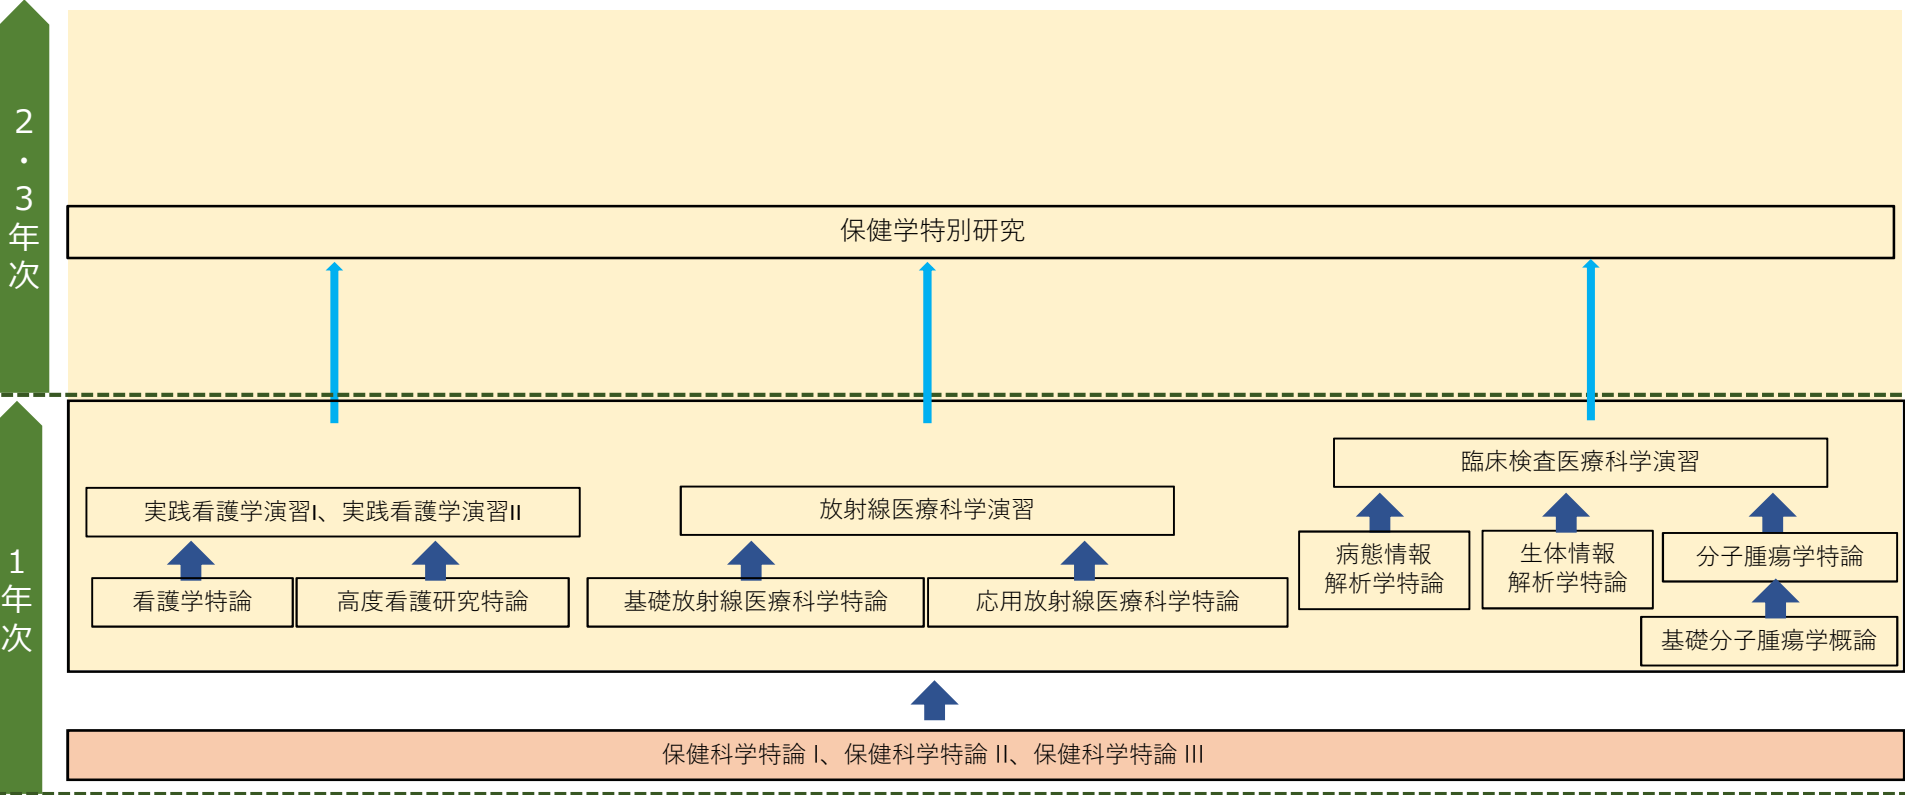 2・3年次
保健学特別研究
1年次
臨床検査医療科学演習
実践看護学演習I、実践看護学演習II
放射線医療科学演習
病態情報
解析学特論
生体情報
解析学特論
分子腫瘍学特論
看護学特論
高度看護研究特論
基礎放射線医療科学特論
応用放射線医療科学特論
基礎分子腫瘍学概論
保健科学特論 I、保健科学特論 II、保健科学特論 III